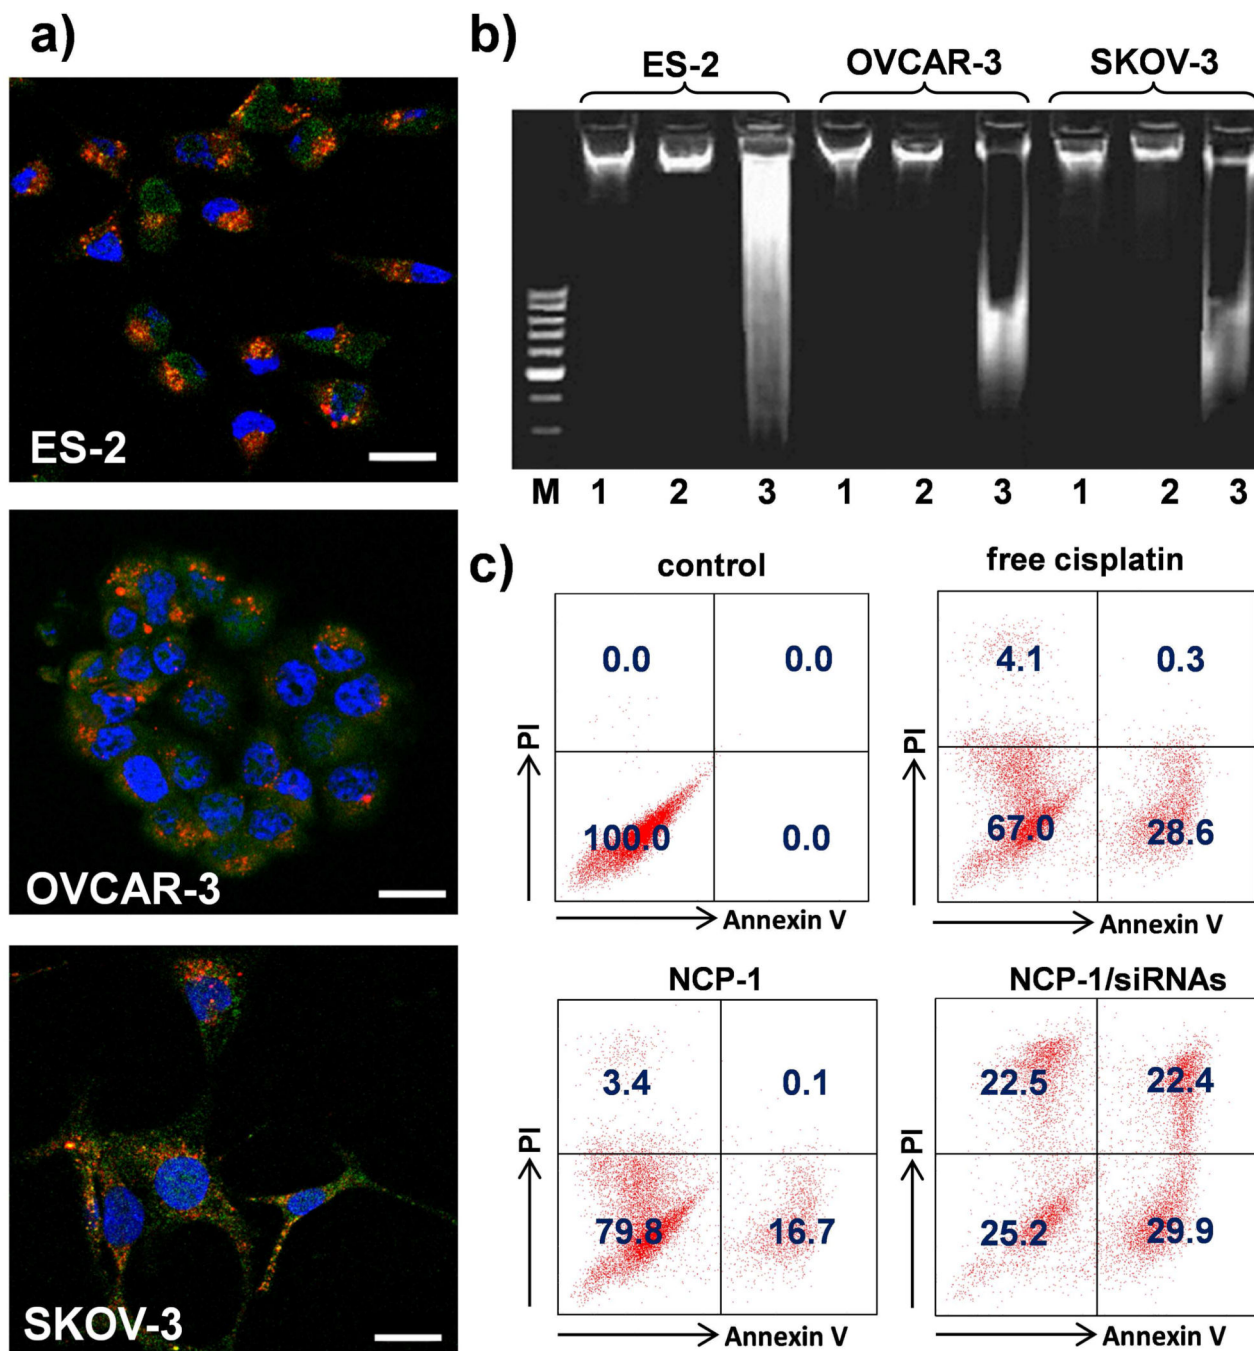 a)
ES-2
OVCAR-3
SKOV-3
b)
ES-2 OVCAR-3 SKOV-3
M 1 2 3 1 2 3 1 2 3
c)
control
0.0 0.0
100.0 0.0
PI
Annexin V
free cisplatin
4.1 0.3
67.0 28.6
PI
Annexin V
NCP-1
3.4 0.1
79.8 16.7
PI
Annexin V
NCP-1/siRNAs
22.5 22.4
25.2 29.9
PI
Annexin V